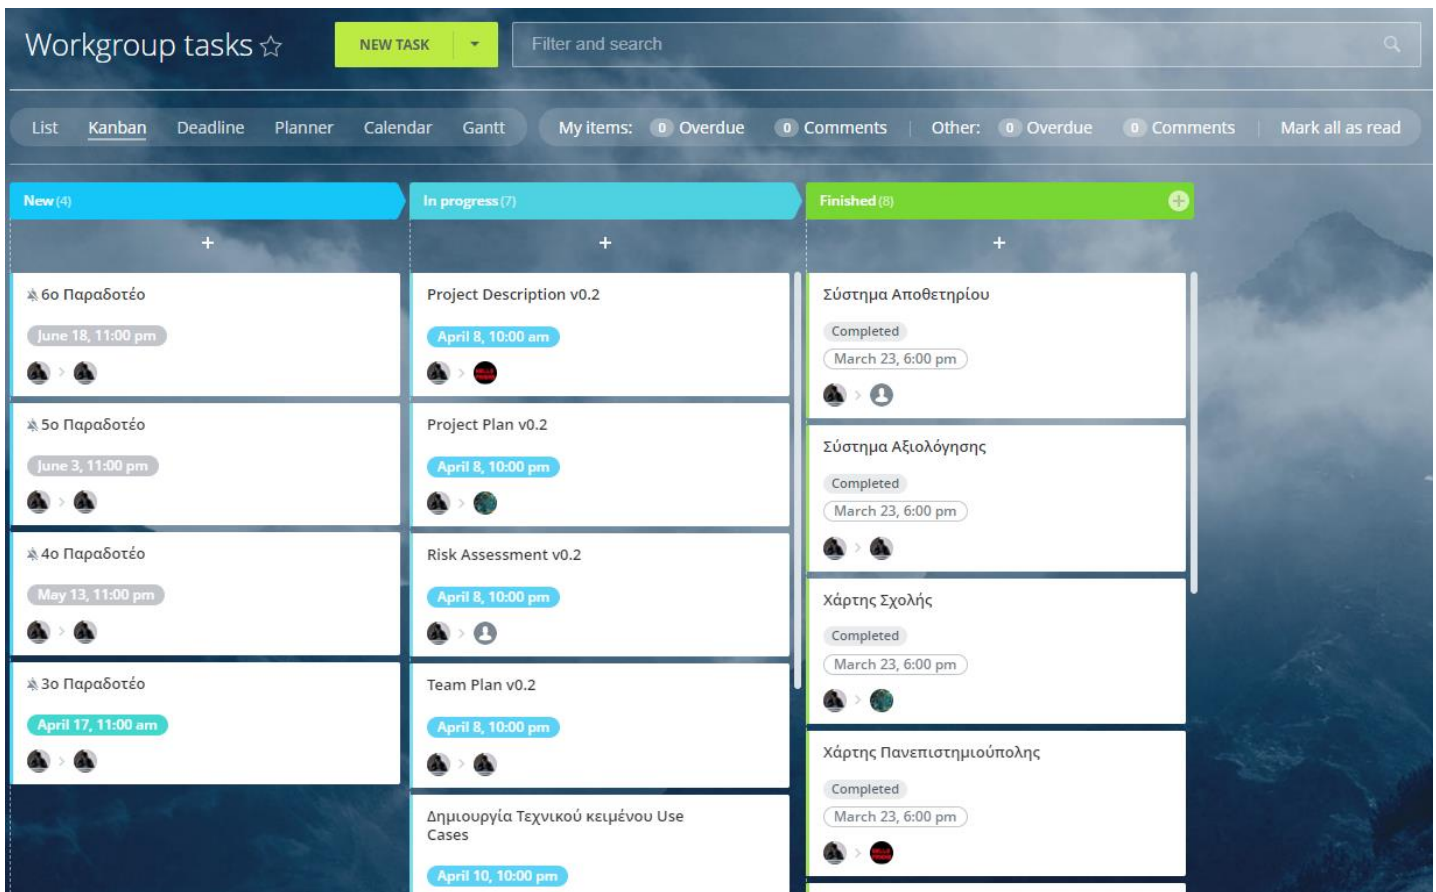 Workgroup tasks
NEW TASK
Filter and search
List Kanban Deadline Planner Calendar Gantt
My items: 0 Overdue 0 Comments Other: 0 Overdue 0 Comments Mark all as read
New (4)
+
6ο Παραδοτέο
June 18, 11:00 pm
5ο Παραδοτέο
June 3, 11:00 pm
4ο Παραδοτέο
May 13, 11:00 pm
3ο Παραδοτέο
April 17, 11:00 am
In progress (7)
+
Project Description v0.2
April 8, 10:00 am
Project Plan v0.2
April 8, 10:00 pm
Risk Assessment v0.2
April 8, 10:00 pm
Team Plan v0.2
April 8, 10:00 pm
Δημιουργία Τεχνικού κειμένου Use
Cases
April 10, 10:00 pm
Finished (8)
+
Σύστημα Αποθετηρίου
Completed
March 23, 6:00 pm
Σύστημα Αξιολόγησης
Completed
March 23, 6:00 pm
Χάρτης Σχολής
Completed
March 23, 6:00 pm
Χάρτης Πανεπιστημιούπολης
Completed
March 23, 6:00 pm